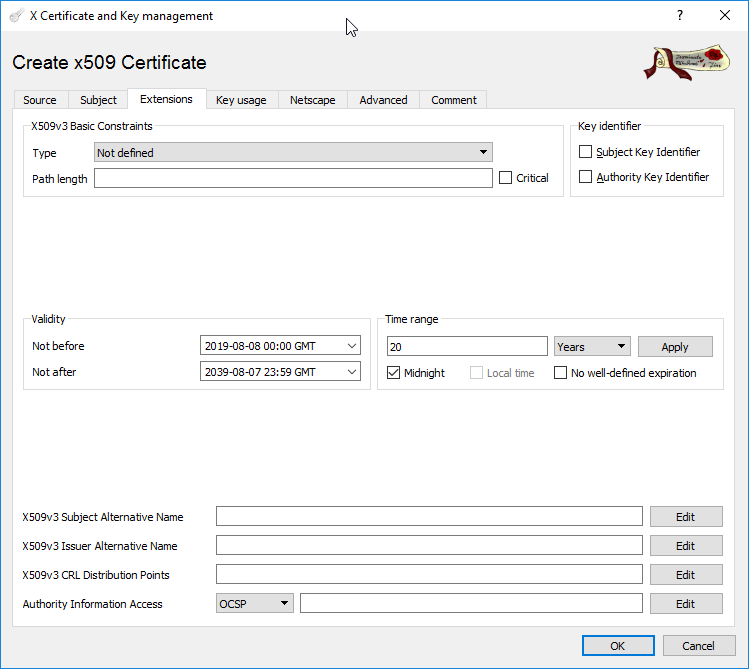 X Certificate and Key management
?
Create x509 Certificate
Source Subject Extensions Key usage Netscape Advanced Comment
X509v3 Basic Constraints
Type Not defined
Path length Critical
Key identifier
Subject Key Identifier
Authority Key Identifier
Validity
Not before 2019-08-08 00:00 GMT
Not after 2039-08-07 23:59 GMT
Time range
20 Years Apply
Midnight Local time No well-defined expiration
X509v3 Subject Alternative Name Edit
X509v3 Issuer Alternative Name Edit
X509v3 CRL Distribution Points Edit
Authority Information Access OCSP Edit
OK Cancel